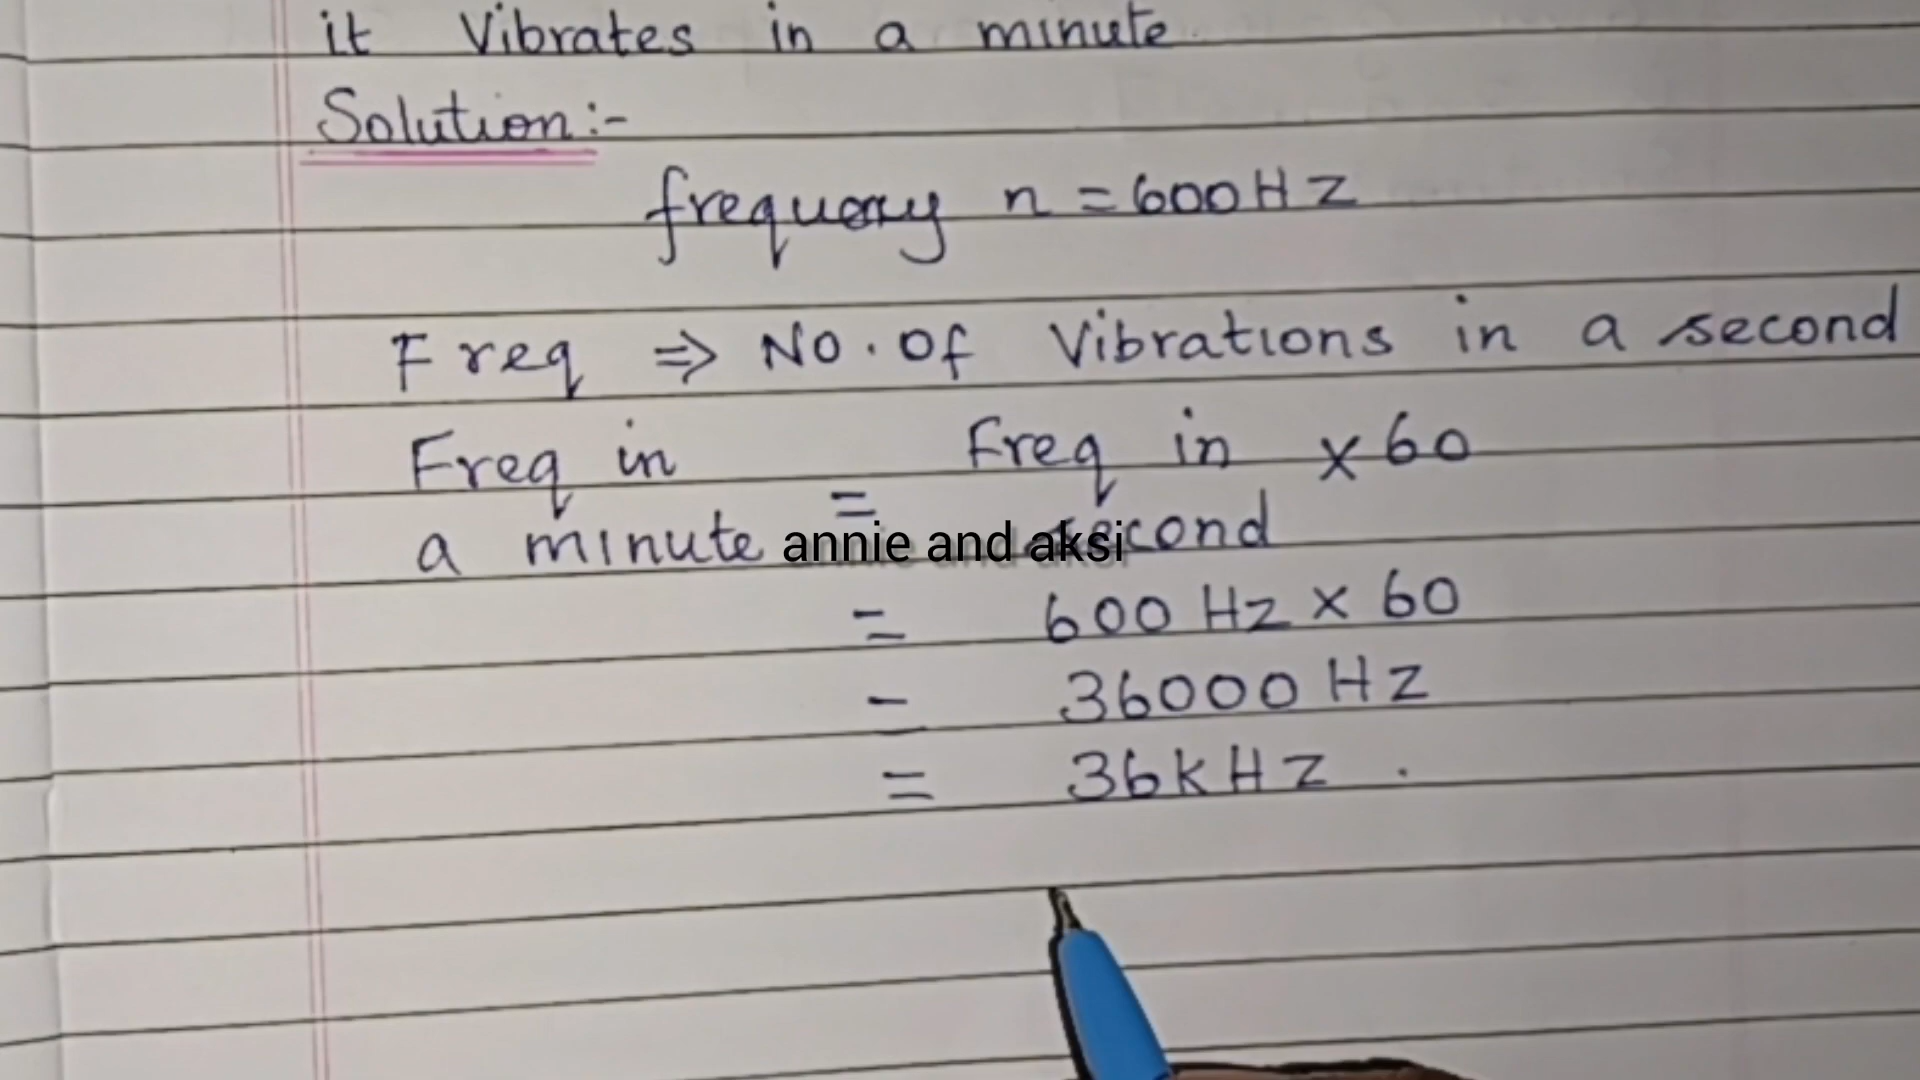 it Vibrates in a minute.
Solution:-
frequency n = 600 Hz
Freq ⇒ No. of Vibrations in a second
Freq in = Freq in × 60
a minute second
annie and aksi
= 600 Hz × 60
= 36000 Hz
= 36 kHz.